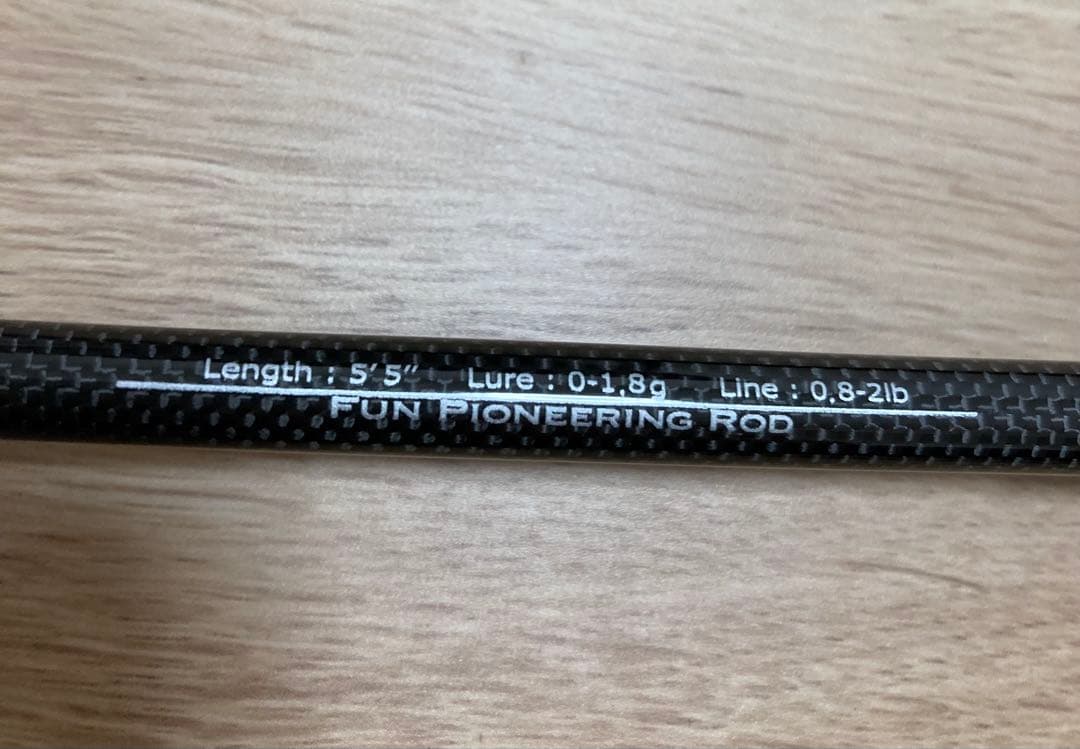 Length : 5'5" Lure : 0-1.8g Line : 0.8-2lb
FUN PIONEERING ROD